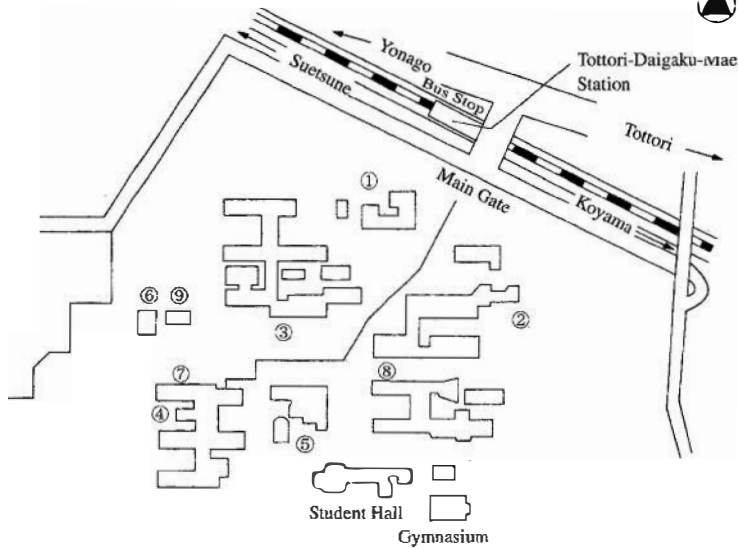 Yonago
Suetsune
Bus Stop
Tottori-Daigaku-Mae
Station
Tottori
Main Gate
Koyama
①
②
③
⑥ ⑨
⑦
④
⑤
⑧
Student Hall
Gymnasium